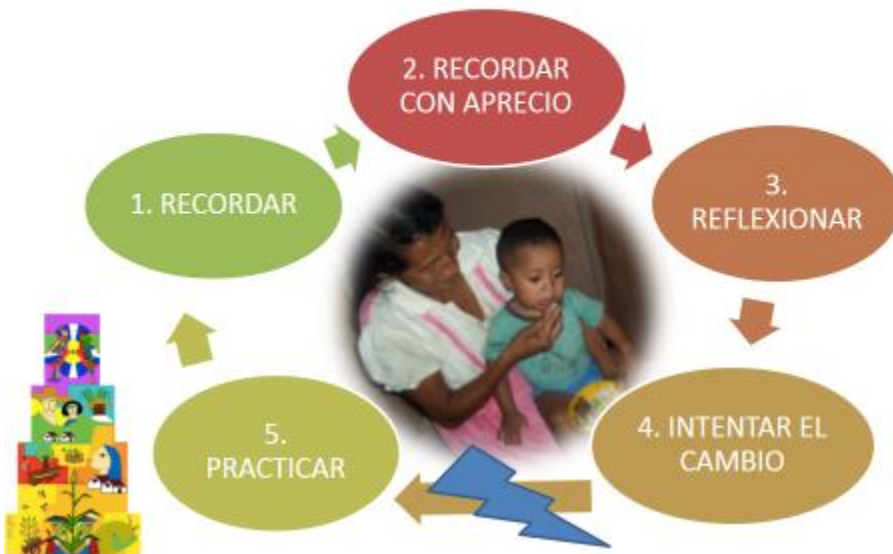 1. RECORDAR
2. RECORDAR
CON APRECIO
3.
REFLEXIONAR
4. INTENTAR EL
CAMBIO
5.
PRACTICAR